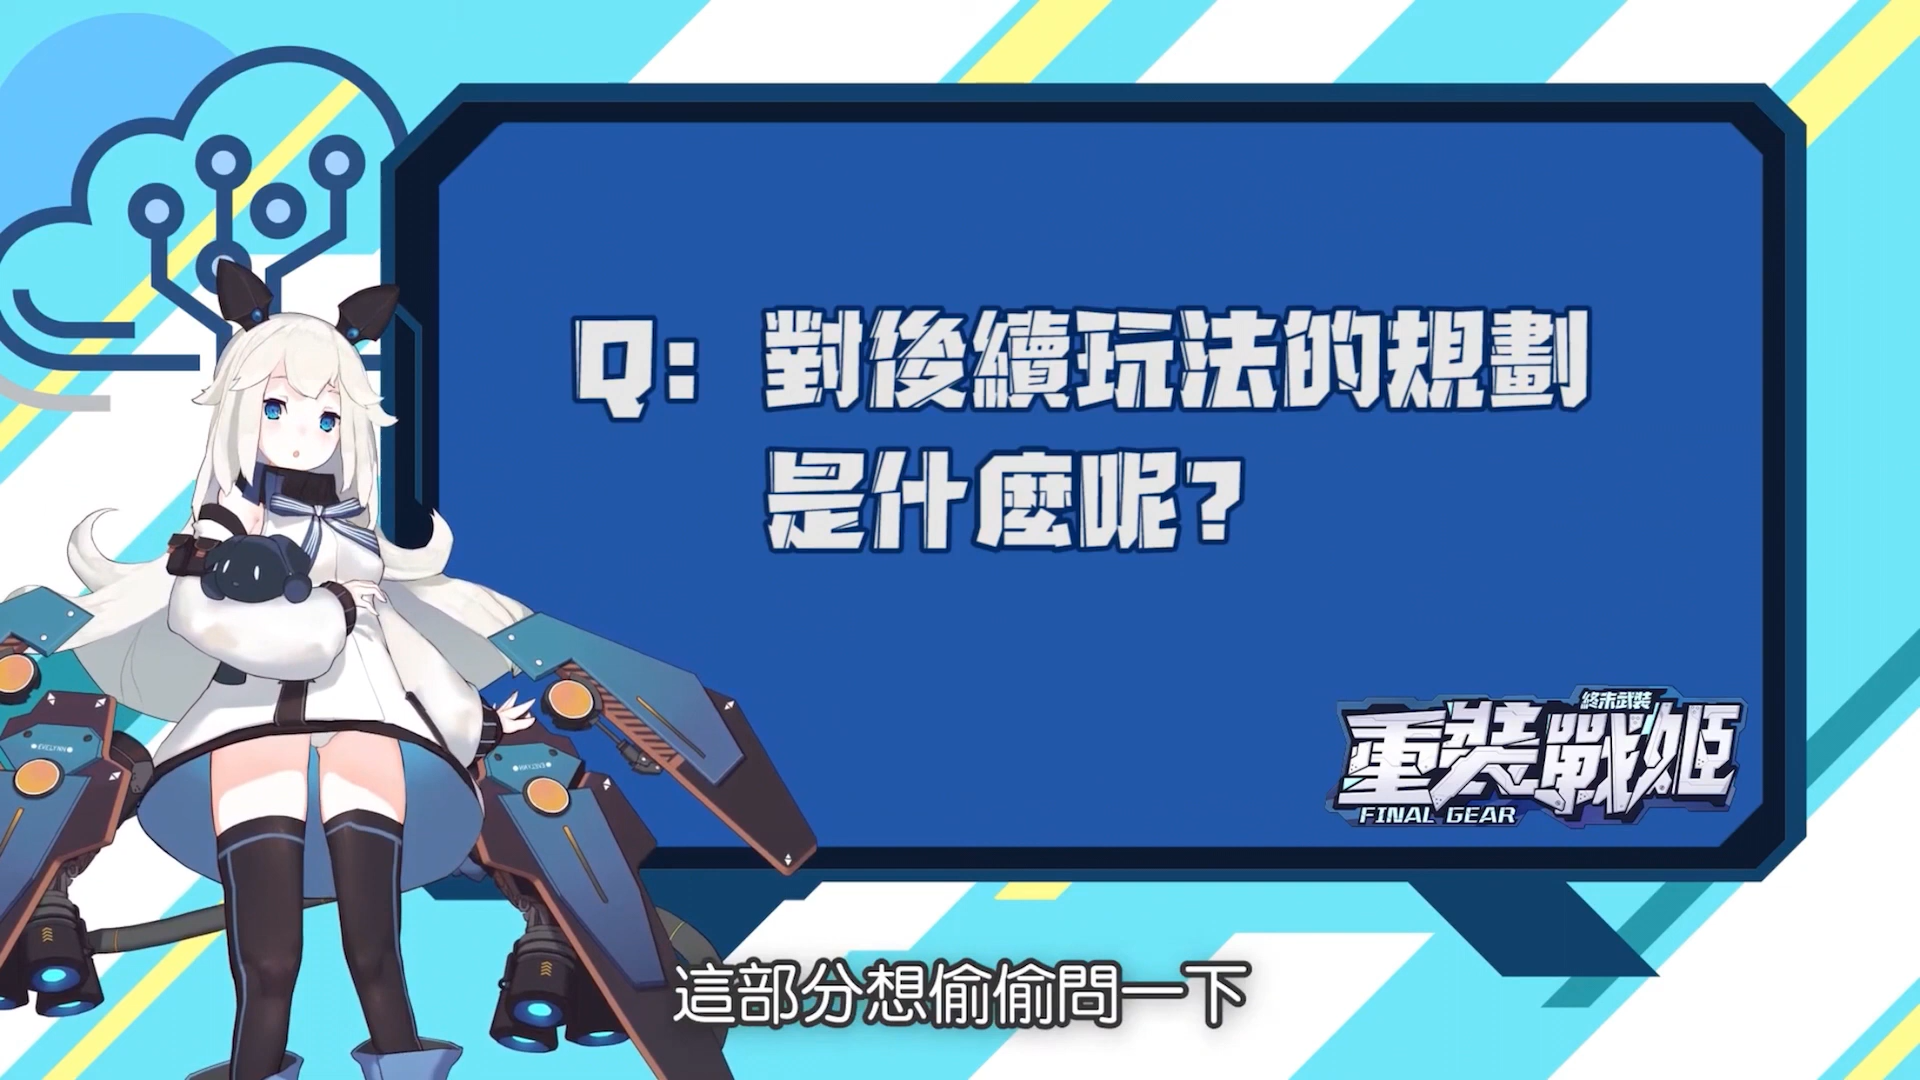 Q：對後續玩法的規劃
是什麼呢？
終末武裝
重裝戰姬
FINAL GEAR
EVELYNN
這部分想偷偷問一下